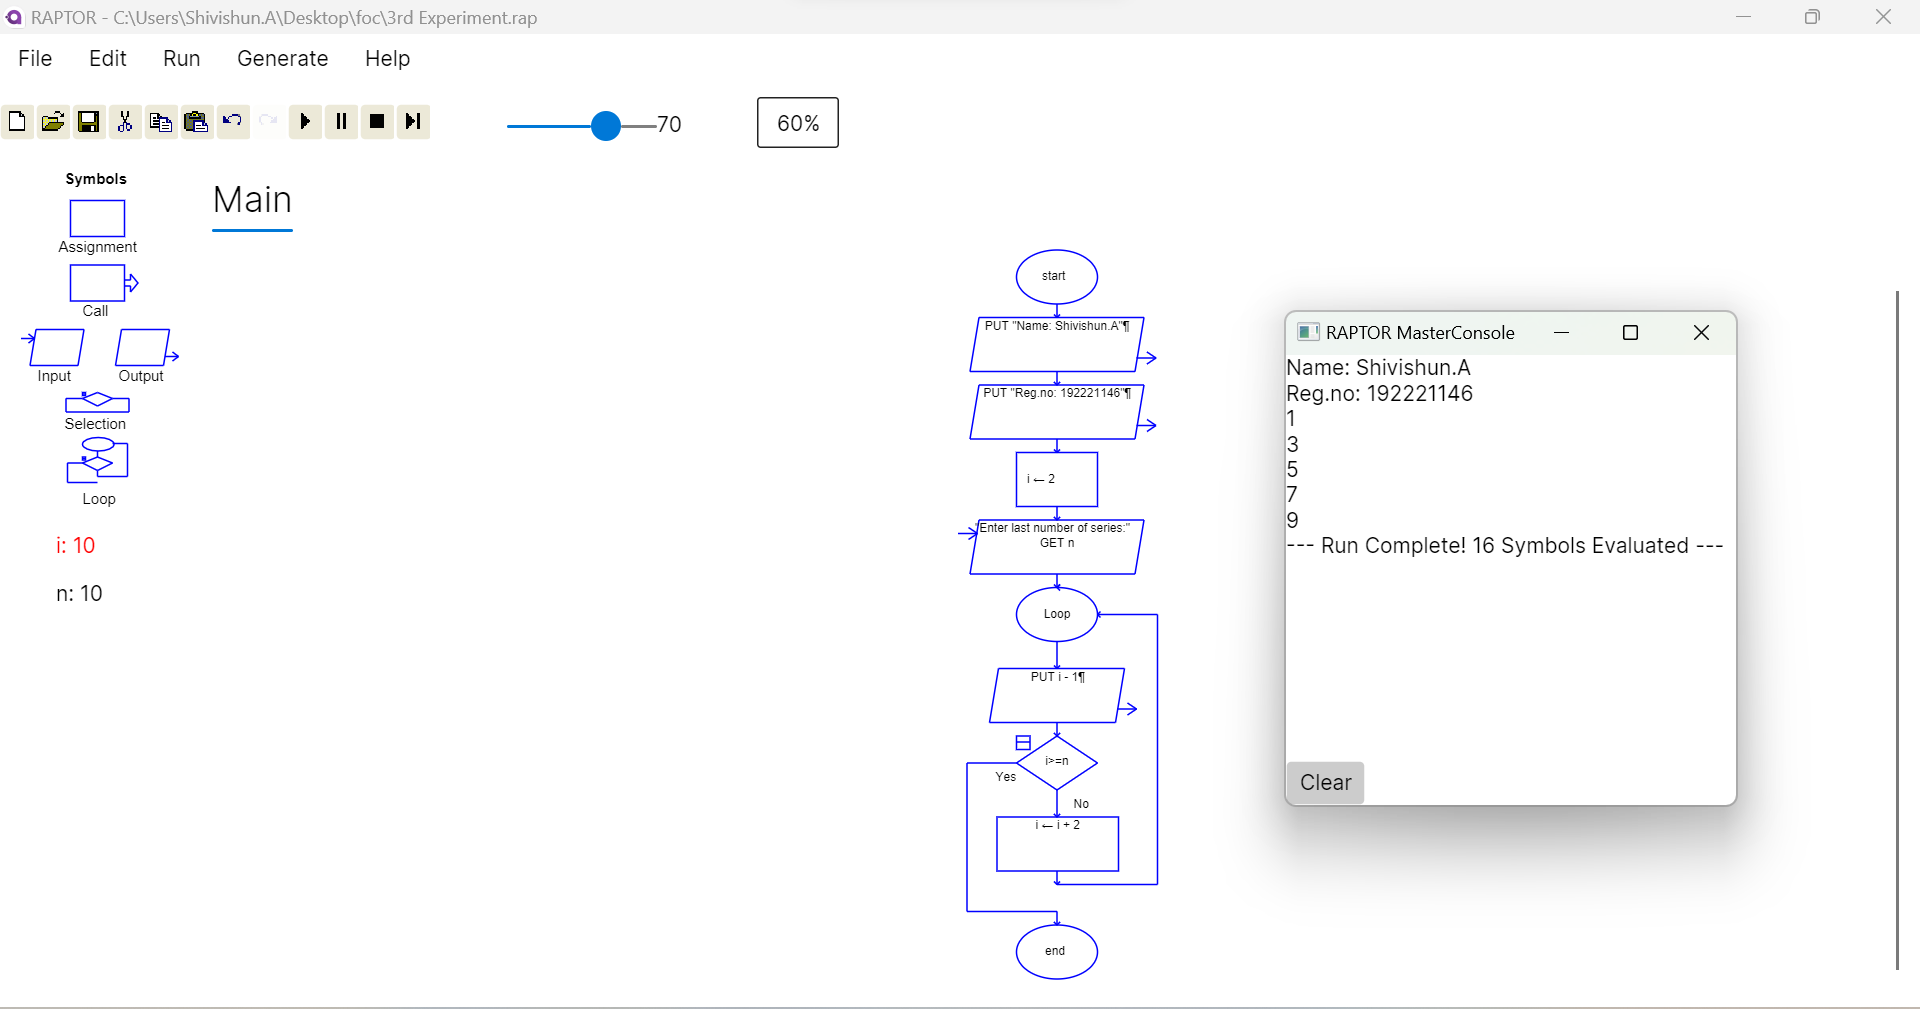 RAPTOR - C:\Users\Shivishun.A\Desktop\foc\3rd Experiment.rap
File Edit Run Generate Help
70
60%
Symbols
Assignment
Call
Input Output
Selection
Loop
i: 10
n: 10
Main
start
PUT "Name: Shivishun.A"¶
PUT "Reg.no: 192221146"¶
i ← 2
"Enter last number of series:"
GET n
Loop
PUT i - 1¶
i>=n
Yes
No
i ← i + 2
end
RAPTOR MasterConsole
Name: Shivishun.A
Reg.no: 192221146
1
3
5
7
9
--- Run Complete! 16 Symbols Evaluated ---
Clear